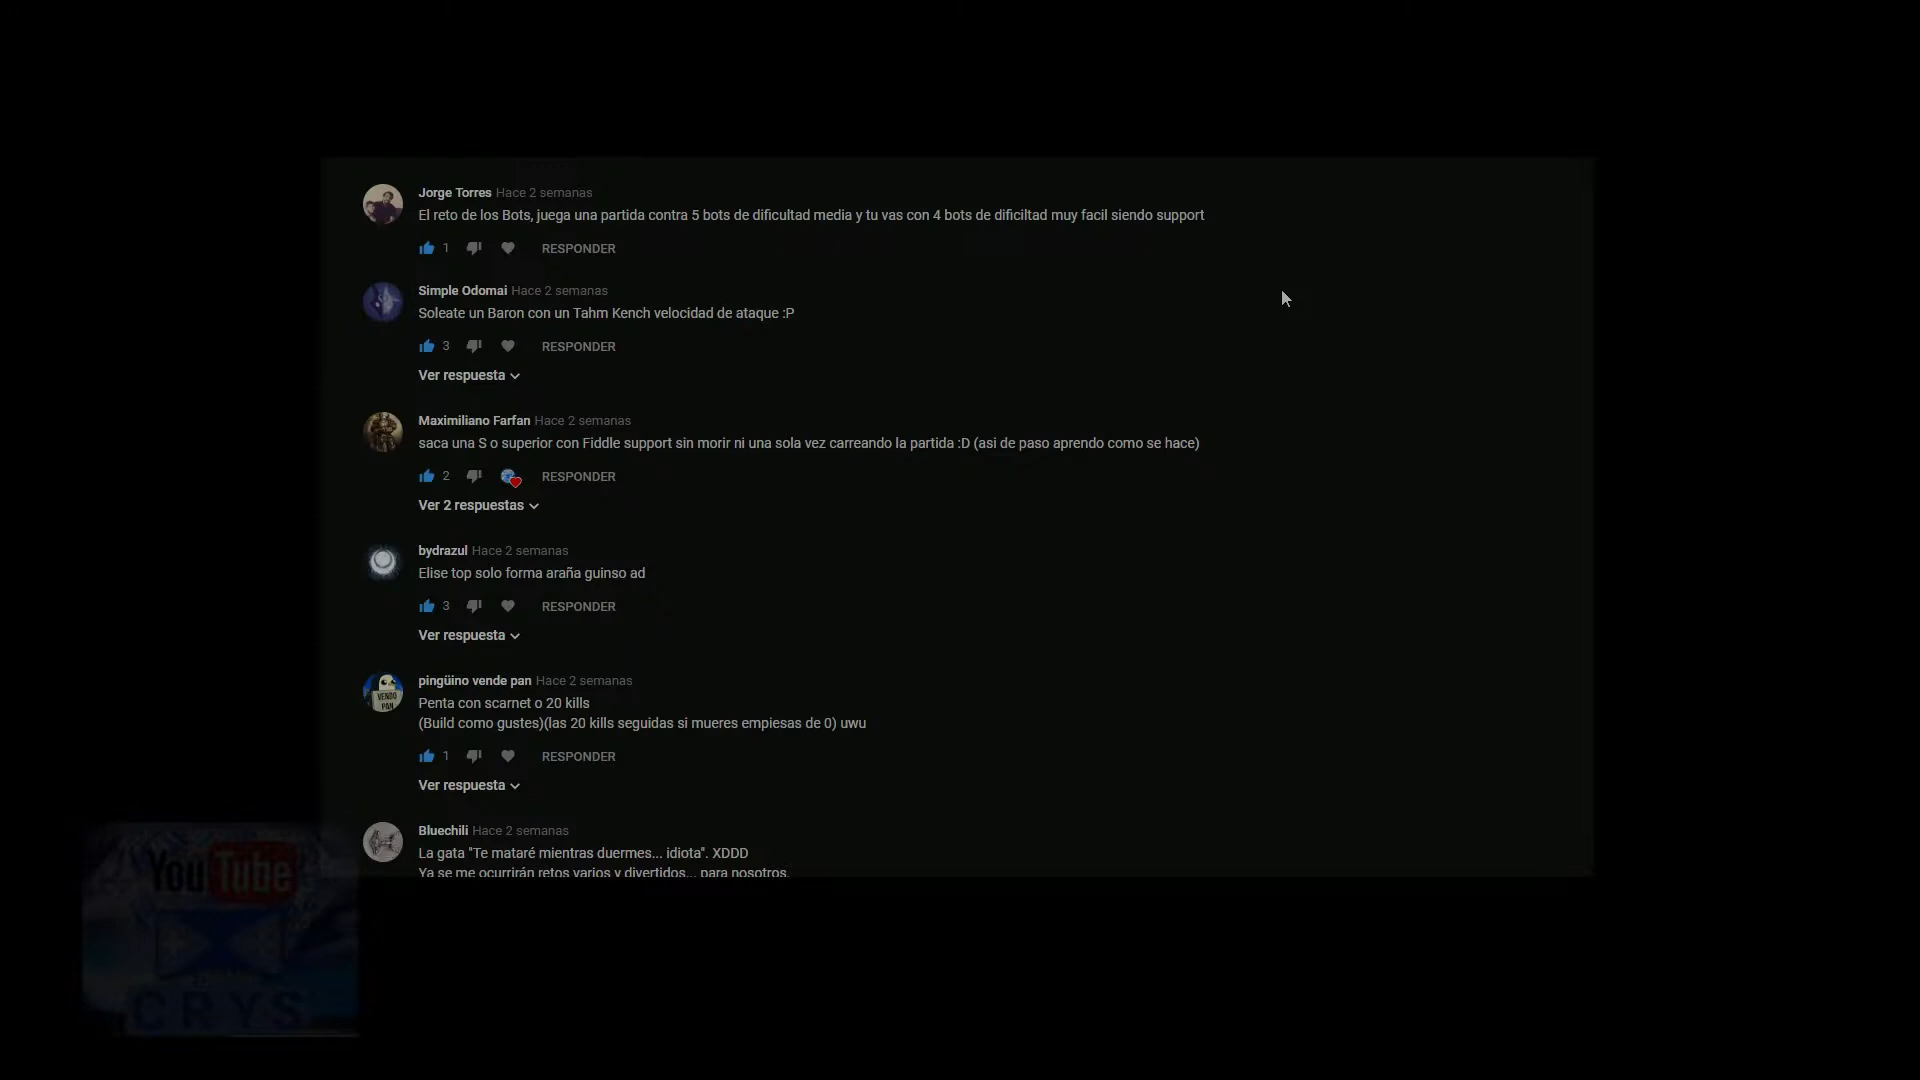 Jorge Torres Hace 2 semanas
El reto de los Bots, juega una partida contra 5 bots de dificultad media y tu vas con 4 bots de dificiltad muy facil siendo support
1 RESPONDER
Simple Odomai Hace 2 semanas
Soleate un Baron con un Tahm Kench velocidad de ataque :P
3 RESPONDER
Ver respuesta
Maximiliano Farfan Hace 2 semanas
saca una S o superior con Fiddle support sin morir ni una sola vez carreando la partida :D (asi de paso aprendo como se hace)
2 RESPONDER
Ver 2 respuestas
bydrazul Hace 2 semanas
Elise top solo forma araña guinso ad
3 RESPONDER
Ver respuesta
pingüino vende pan Hace 2 semanas
VENDO
PAN
Penta con scarnet o 20 kills
(Build como gustes)(las 20 kills seguidas si mueres empiesas de 0) uwu
1 RESPONDER
Ver respuesta
Bluechili Hace 2 semanas
La gata "Te mataré mientras duermes... idiota". XDDD
Ya se me ocurrirán retos varios y divertidos... para nosotros.
YouTube
CRYS